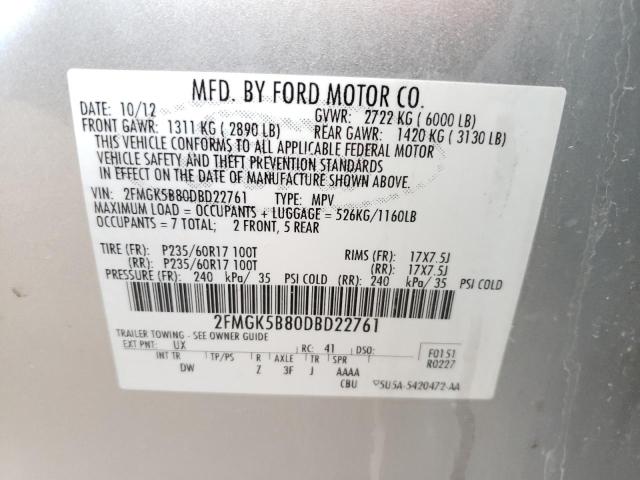 MFD. BY FORD MOTOR CO.
DATE: 10/12 GVWR: 2722 KG ( 6000 LB)
FRONT GAWR: 1311 KG ( 2890 LB) REAR GAWR: 1420 KG ( 3130 LB)
THIS VEHICLE CONFORMS TO ALL APPLICABLE FEDERAL MOTOR
VEHICLE SAFETY AND THEFT PREVENTION STANDARDS
IN EFFECT ON THE DATE OF MANUFACTURE SHOWN ABOVE.
VIN: 2FMGK5B80DBD22761 TYPE: MPV
MAXIMUM LOAD = OCCUPANTS + LUGGAGE = 526KG/1160LB
OCCUPANTS = 7 TOTAL; 2 FRONT, 5 REAR
TIRE (FR): P235/60R17 100T RIMS (FR): 17X7.5J
(RR): P235/60R17 100T (RR): 17X7.5J
PRESSURE (FR): 240 kPa/ 35 PSI COLD (RR): 240 kPa/ 35 PSI COLD
2FMGK5B80DBD22761
TRAILER TOWING - SEE OWNER GUIDE
EXT PNT: UX RC: 41 DSO: F0151
INT TR TP/PS R AXLE TR SPR R0227
DW Z 3F J AAAA
CBU 5U5A-5420472-AA